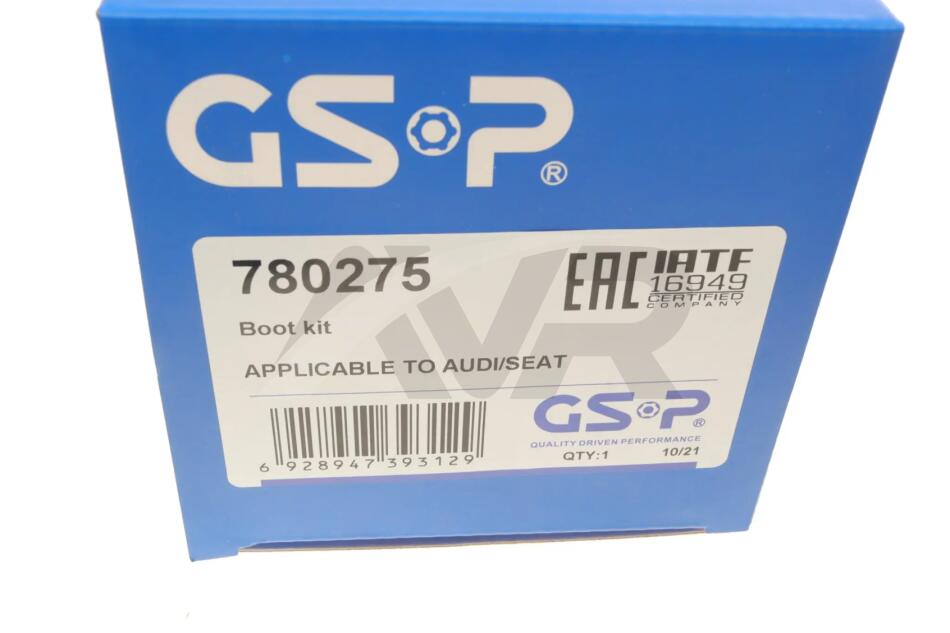 GSP®
780275
EAC
IATF
16949
CERTIFIED
COMPANY
Boot kit
APPLICABLE TO AUDI/SEAT
GSP®
QUALITY DRIVEN PERFORMANCE
QTY:1 10/21
6 928947 393129